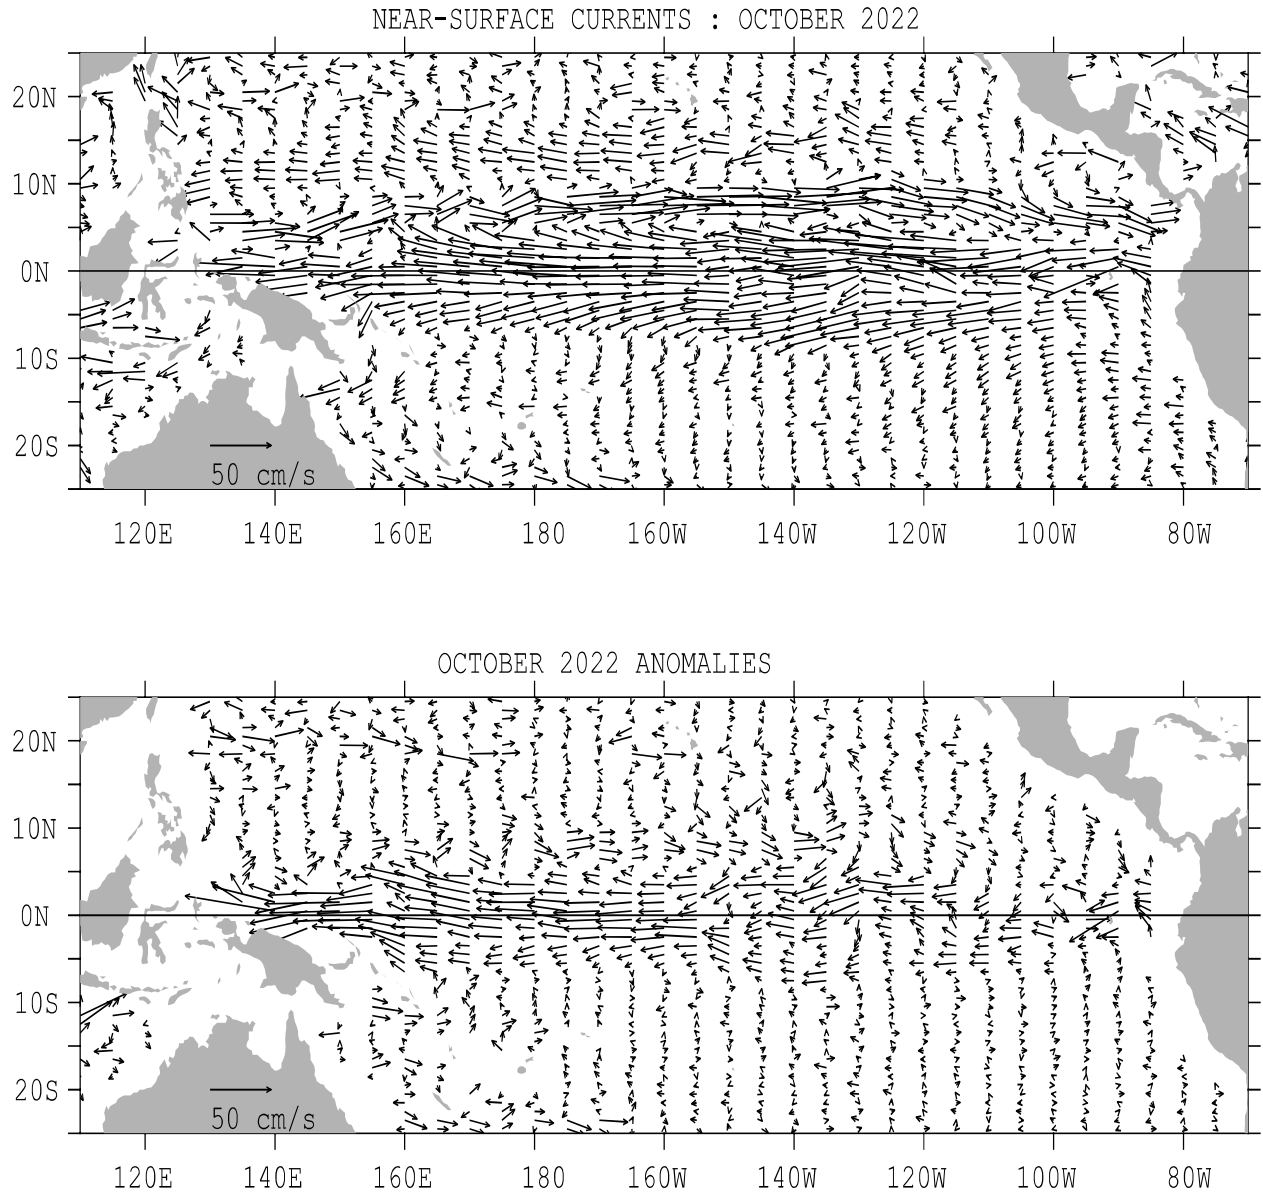 NEAR-SURFACE CURRENTS : OCTOBER 2022
20N
10N
0N
10S
20S
50 cm/s
120E 140E 160E 180 160W 140W 120W 100W 80W
OCTOBER 2022 ANOMALIES
20N
10N
0N
10S
20S
50 cm/s
120E 140E 160E 180 160W 140W 120W 100W 80W